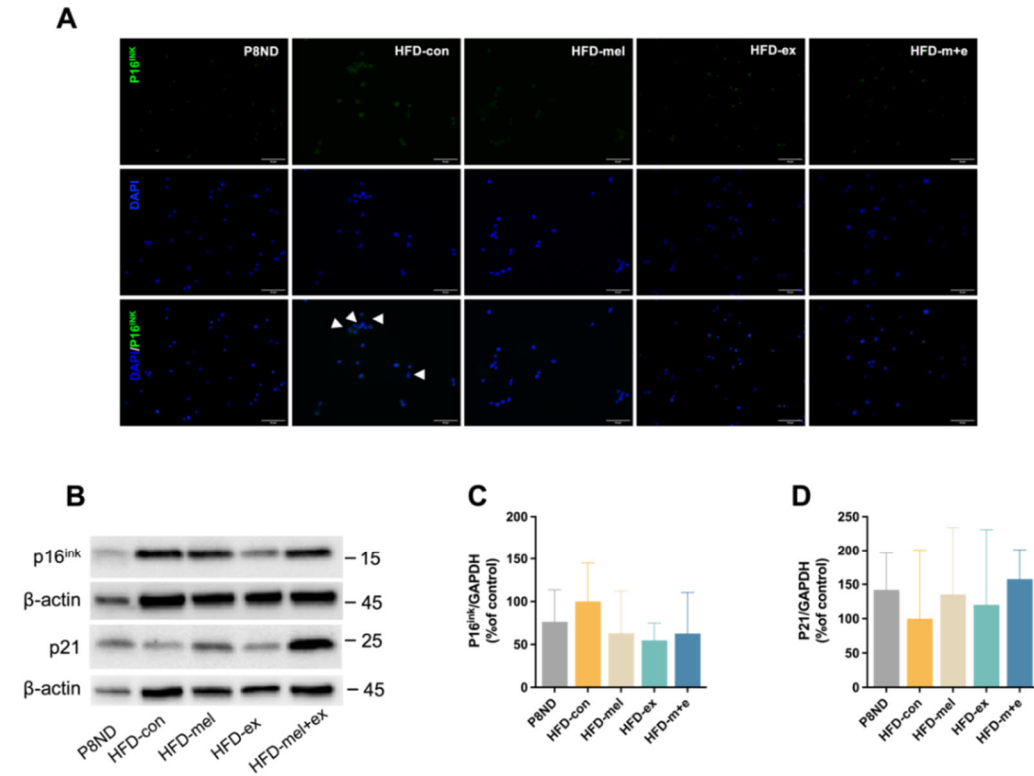 A
P8ND
HFD-con
HFD-mel
HFD-ex
HFD-m+e
P16ᴵᴺᴷ
DAPI
DAPI/P16ᴵᴺᴷ
B
p16ⁱⁿᵏ
15
β-actin
45
p21
25
β-actin
45
P8ND
HFD-con
HFD-mel
HFD-ex
HFD-mel+ex
C
P16ⁱⁿᵏ/GAPDH
(%of control)
200
150
100
50
0
P8ND
HFD-con
HFD-mel
HFD-ex
HFD-m+e
D
P21/GAPDH
(%of control)
250
200
150
100
50
0
P8ND
HFD-con
HFD-mel
HFD-ex
HFD-m+e